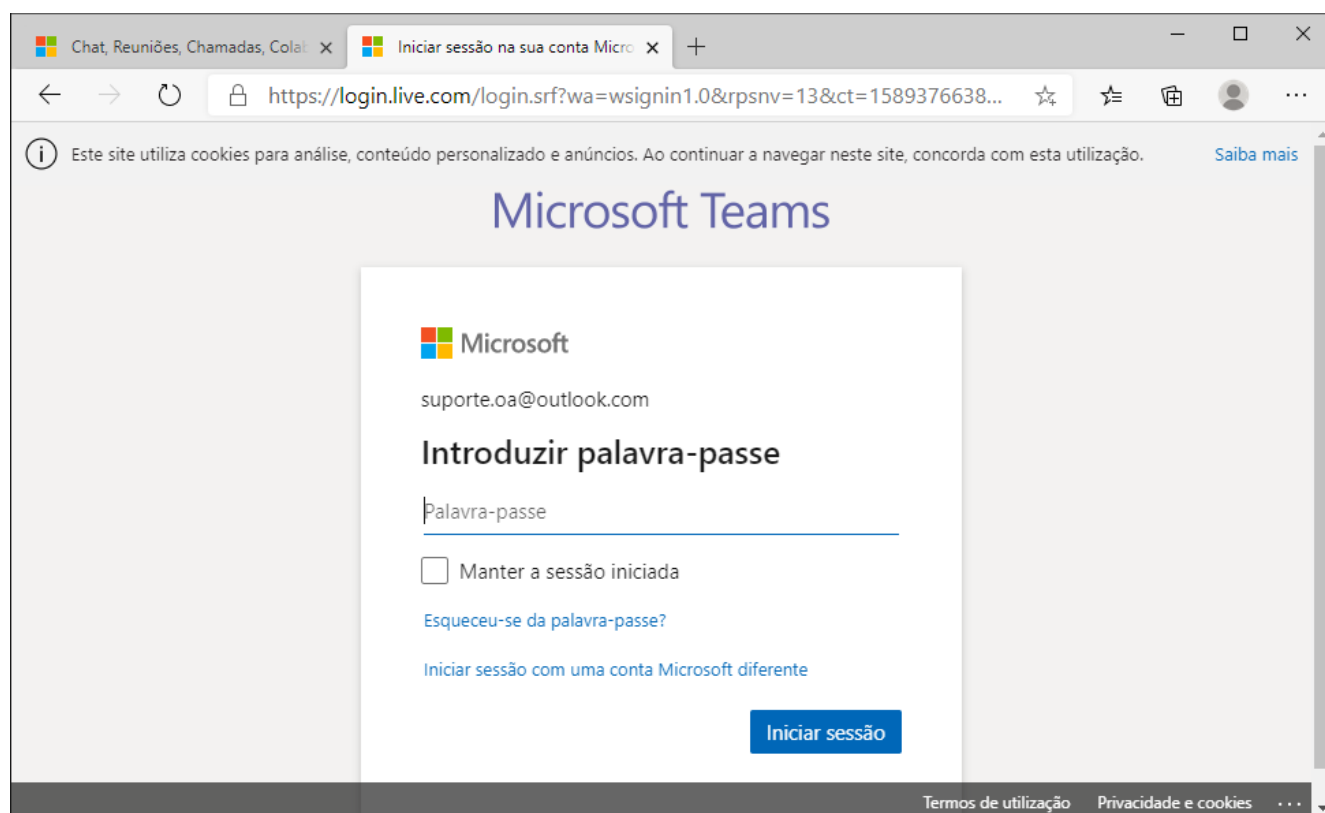 Chat, Reuniões, Chamadas, Cola
Iniciar sessão na sua conta Micro
https://login.live.com/login.srf?wa=wsignin1.0&rpsnv=13&ct=1589376638...
Este site utiliza cookies para análise, conteúdo personalizado e anúncios. Ao continuar a navegar neste site, concorda com esta utilização. Saiba mais
Microsoft Teams
Microsoft
suporte.oa@outlook.com
Introduzir palavra-passe
Palavra-passe
Manter a sessão iniciada
Esqueceu-se da palavra-passe?
Iniciar sessão com uma conta Microsoft diferente
Iniciar sessão
Termos de utilização Privacidade e cookies ...